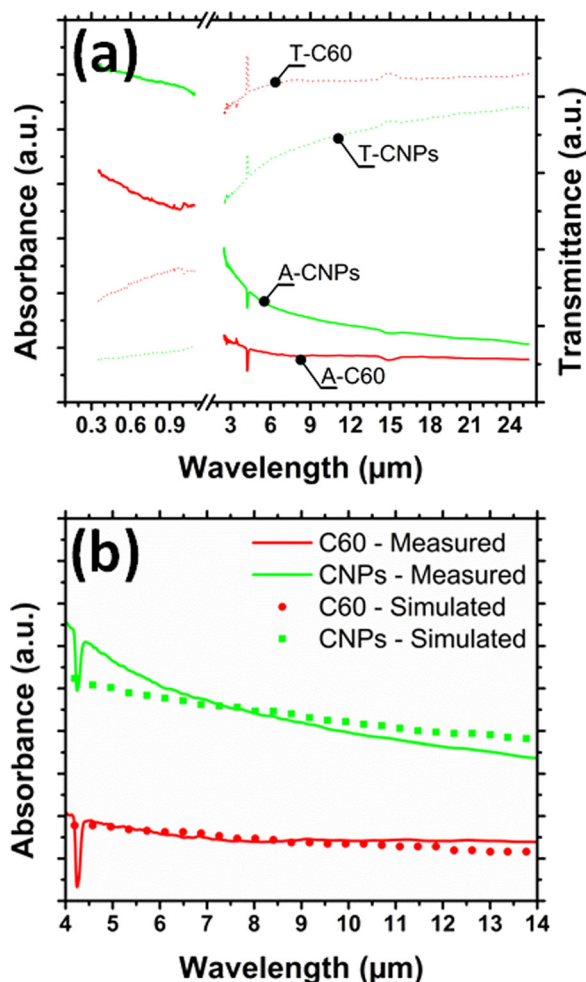 (a)
T-C60
T-CNPs
A-CNPs
A-C60
Absorbance (a.u.)
Transmittance (a.u.)
0.3 0.6 0.9 3 6 9 12 15 18 21 24
Wavelength (µm)
(b)
C60 - Measured
CNPs - Measured
C60 - Simulated
CNPs - Simulated
Absorbance (a.u.)
4 5 6 7 8 9 10 11 12 13 14
Wavelength (µm)